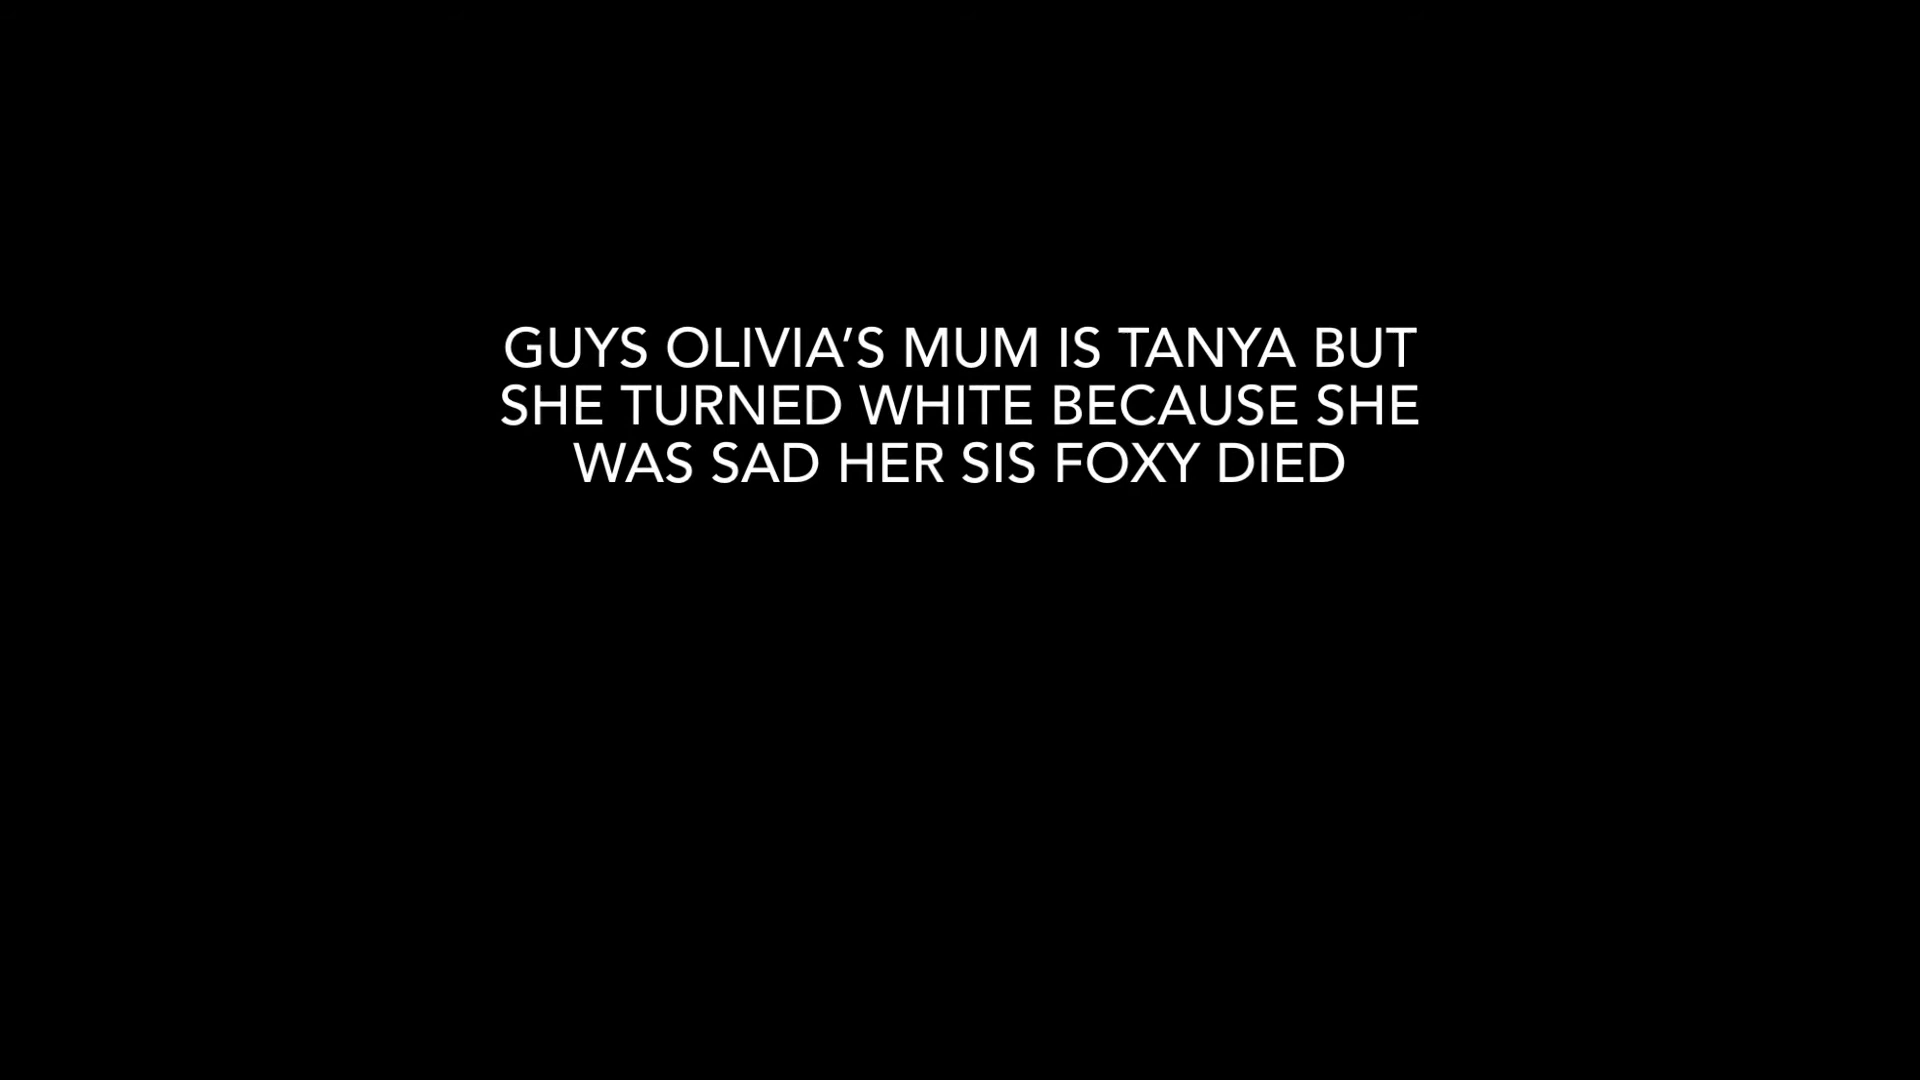 GUYS OLIVIA’S MUM IS TANYA BUT
SHE TURNED WHITE BECAUSE SHE
WAS SAD HER SIS FOXY DIED